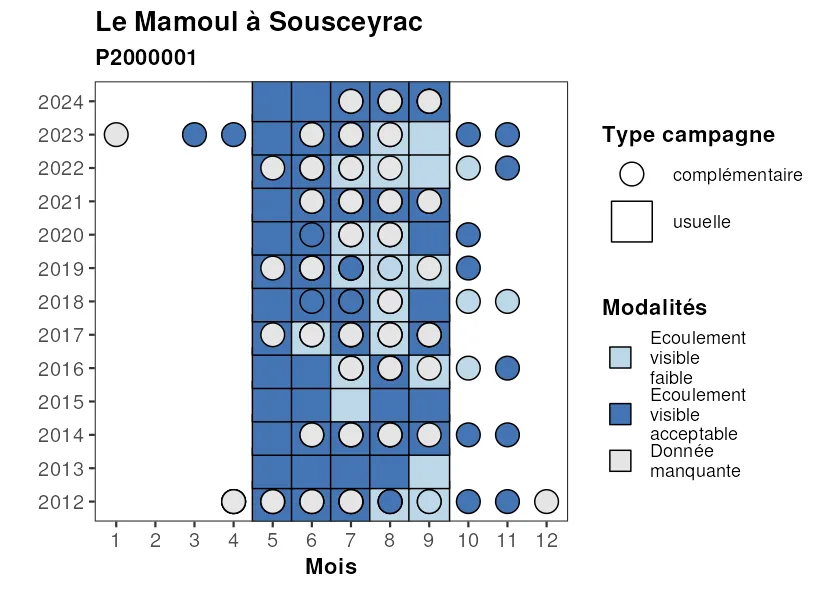 Le Mamoul à Sousceyrac
P2000001
2024
2023
2022
2021
2020
2019
2018
2017
2016
2015
2014
2013
2012
1 2 3 4 5 6 7 8 9 10 11 12
Mois
Type campagne
complémentaire
usuelle
Modalités
Ecoulement
visible
faible
Ecoulement
visible
acceptable
Donnée
manquante